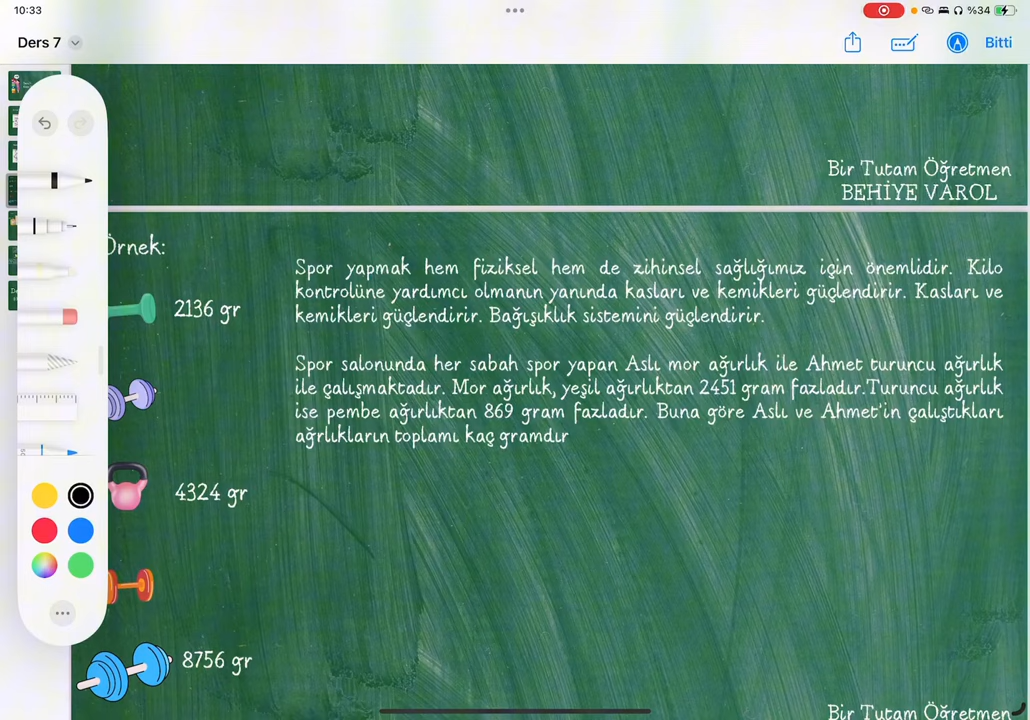 10:33
%34
Ders 7
Bitti
Bir Tutam Öğretmen
BEHİYE VAROL
Örnek:
2136 gr
Spor yapmak hem fiziksel hem de zihinsel sağlığımız için önemlidir. Kilo
kontrolüne yardımcı olmanın yanında kasları ve kemikleri güçlendirir. Kasları ve
kemikleri güçlendirir. Bağışıklık sistemini güçlendirir.
Spor salonunda her sabah spor yapan Aslı mor ağırlık ile Ahmet turuncu ağırlık
ile çalışmaktadır. Mor ağırlık, yeşil ağırlıktan 2451 gram fazladır.Turuncu ağırlık
ise pembe ağırlıktan 869 gram fazladır. Buna göre Aslı ve Ahmet'in çalıştıkları
ağrlıkların toplamı kaç gramdır
4324 gr
8756 gr
Bir Tutam Öğretmen